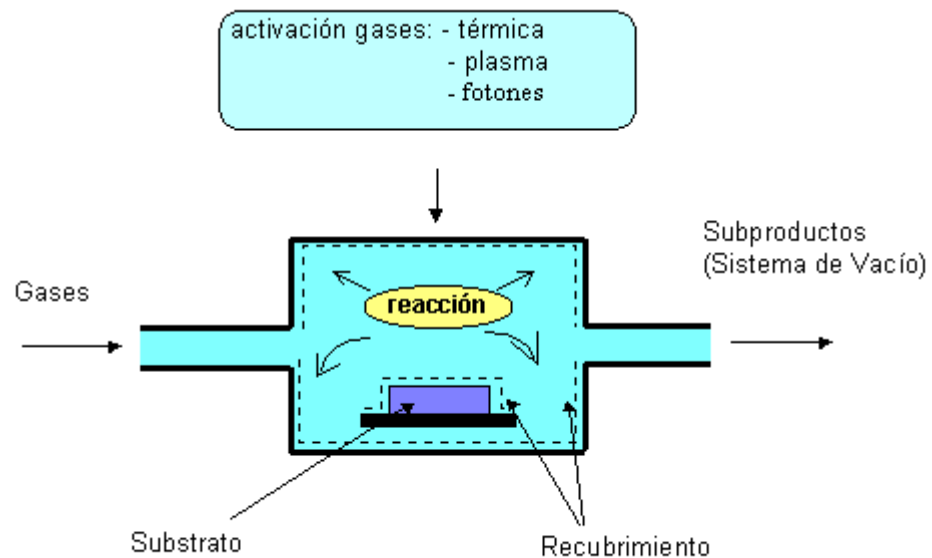 activación gases: - térmica
- plasma
- fotones
Subproductos
(Sistema de Vacío)
Gases
reacción
Substrato
Recubrimiento